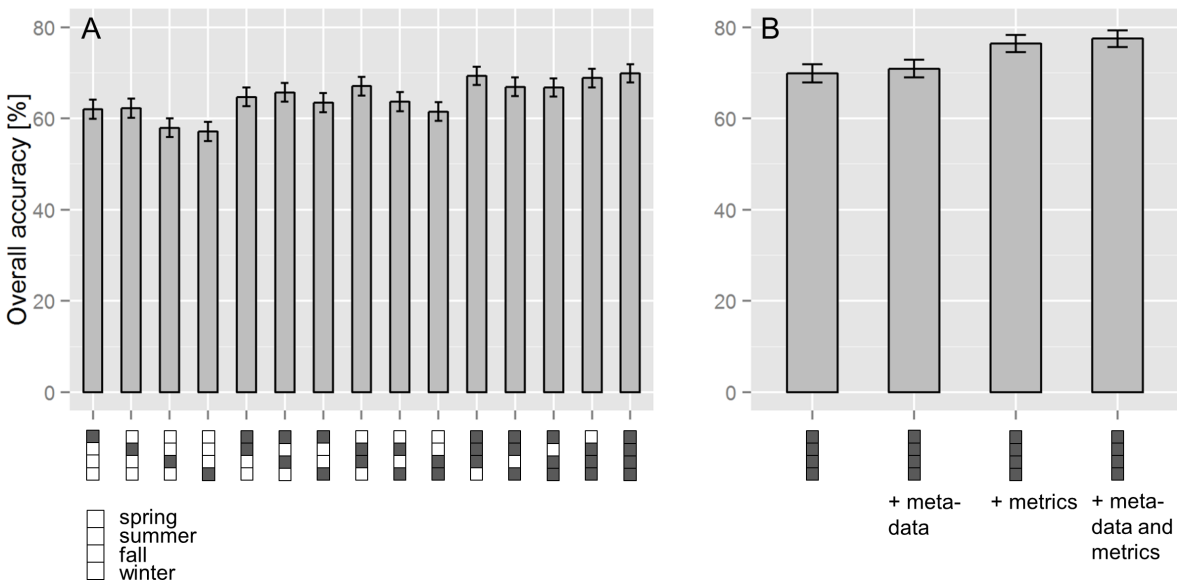 A
80
60
40
20
0
Overall accuracy [%]
spring
summer
fall
winter
B
80
60
40
20
0
+ meta-
data
+ metrics
+ meta-
data and
metrics